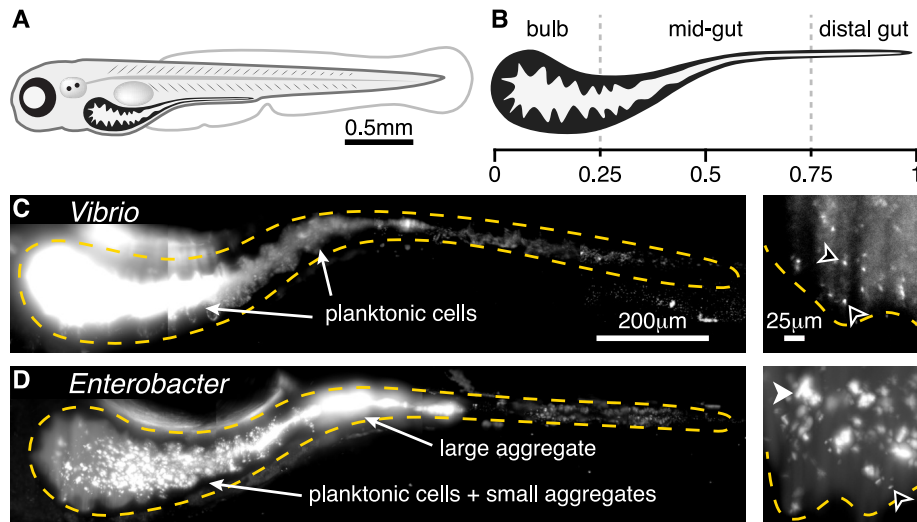 A
0.5mm
B
bulb
mid-gut
distal gut
0
0.25
0.5
0.75
1
C
Vibrio
planktonic cells
200μm
25μm
D
Enterobacter
large aggregate
planktonic cells + small aggregates